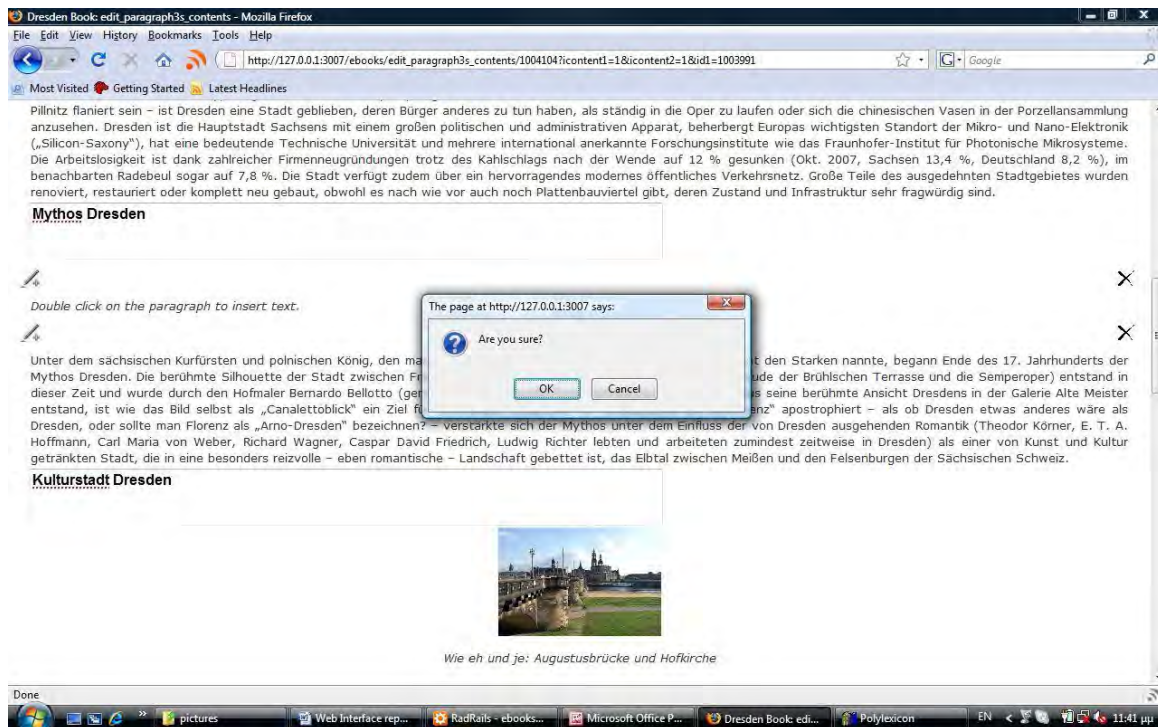 Dresden Book: edit_paragraph3s_contents - Mozilla Firefox
File Edit View History Bookmarks Tools Help
http://127.0.0.1:3007/ebooks/edit_paragraph3s_contents/1004104?icontent1=1&icontent2=1&id1=1003991
Google
Most Visited Getting Started Latest Headlines
Pillnitz flaniert sein – ist Dresden eine Stadt geblieben, deren Bürger anderes zu tun haben, als ständig in die Oper zu laufen oder sich die chinesischen Vasen in der Porzellansammlung
anzusehen. Dresden ist die Hauptstadt Sachsens mit einem großen politischen und administrativen Apparat, beherbergt Europas wichtigsten Standort der Mikro- und Nano-Elektronik
(„Silicon-Saxony“), hat eine bedeutende Technische Universität und mehrere international anerkannte Forschungsinstitute wie das Fraunhofer-Institut für Photonische Mikrosysteme.
Die Arbeitslosigkeit ist dank zahlreicher Firmenneugründungen trotz des Kahlschlags nach der Wende auf 12 % gesunken (Okt. 2007, Sachsen 13,4 %, Deutschland 8,2 %), im
benachbarten Radebeul sogar auf 7,8 %. Die Stadt verfügt zudem über ein hervorragendes modernes öffentliches Verkehrsnetz. Große Teile des ausgedehnten Stadtgebietes wurden
renoviert, restauriert oder komplett neu gebaut, obwohl es nach wie vor auch noch Plattenbauviertel gibt, deren Zustand und Infrastruktur sehr fragwürdig sind.
Mythos Dresden
Double click on the paragraph to insert text.
The page at http://127.0.0.1:3007 says:
Are you sure?
OK Cancel
Unter dem sächsischen Kurfürsten und polnischen König, den ma t den Starken nannte, begann Ende des 17. Jahrhunderts der
Mythos Dresden. Die berühmte Silhouette der Stadt zwischen Fr ude der Brühlschen Terrasse und die Semperoper) entstand in
dieser Zeit und wurde durch den Hofmaler Bernardo Bellotto (ger s seine berühmte Ansicht Dresdens in der Galerie Alte Meister
entstand, ist wie das Bild selbst als „Canalettoblick“ ein Ziel f enz“ apostrophiert – als ob Dresden etwas anderes wäre als
Dresden, oder sollte man Florenz als „Arno-Dresden“ bezeichnen? – verstärkte sich der Mythos unter dem Einfluss der von Dresden ausgehenden Romantik (Theodor Körner, E. T. A.
Hoffmann, Carl Maria von Weber, Richard Wagner, Caspar David Friedrich, Ludwig Richter lebten und arbeiteten zumindest zeitweise in Dresden) als einer von Kunst und Kultur
getränkten Stadt, die in eine besonders reizvolle – eben romantische – Landschaft gebettet ist, das Elbtal zwischen Meißen und den Felsenburgen der Sächsischen Schweiz.
Kulturstadt Dresden
Wie eh und je: Augustusbrücke und Hofkirche
Done
pictures Web Interface rep... RadRails - ebooks... Microsoft Office P... Dresden Book: edi... Polylexicon EN 11:41 μμ